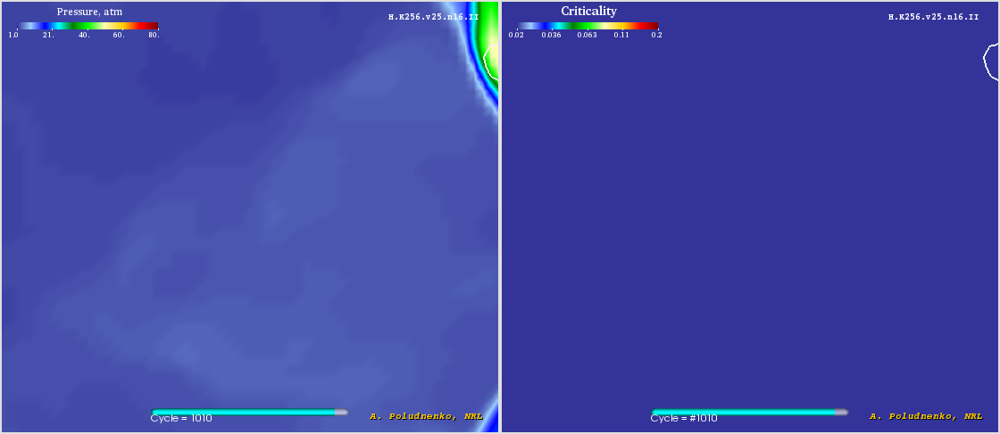 Pressure, atm
H.K256.v25.n16.II
1.0 21. 40. 60. 80.
Cycle = 1010
A. Poludnenko, NRL
Criticality
H.K256.v25.n16.II
0.02 0.036 0.063 0.11 0.2
Cycle = #1010
A. Poludnenko, NRL